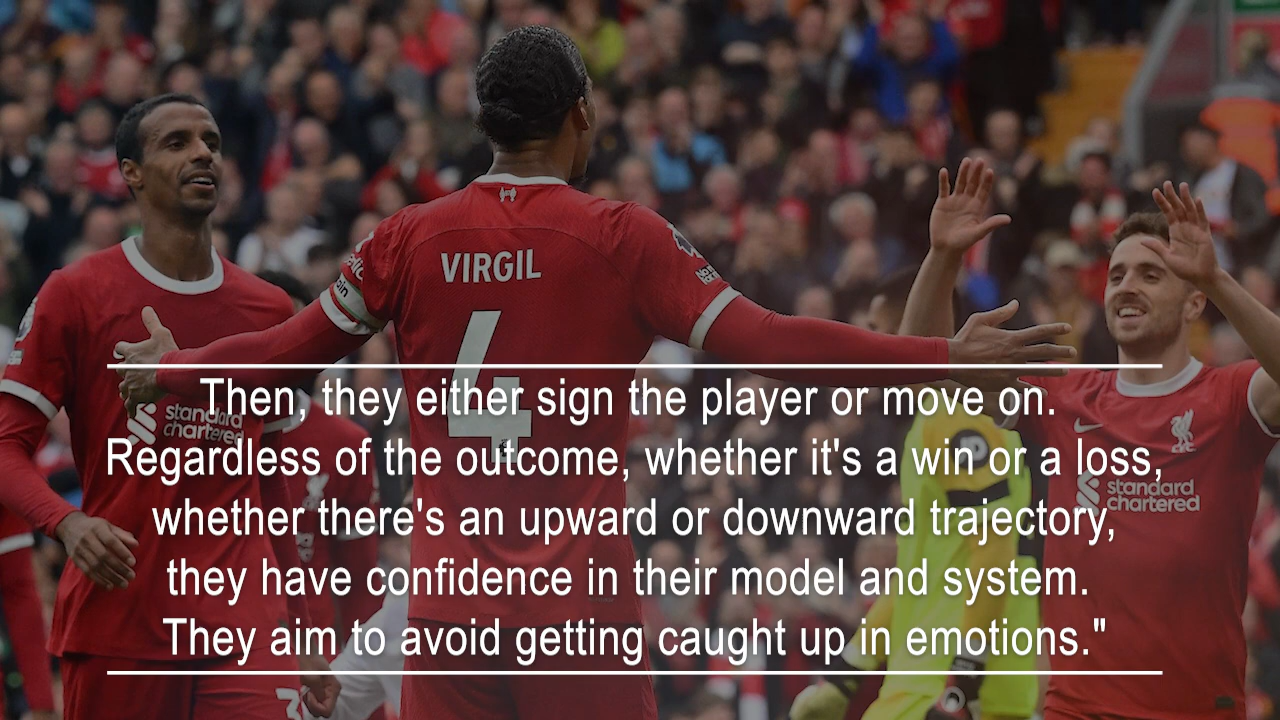 VIRGIL
4
Then, they either sign the player or move on.
Regardless of the outcome, whether it's a win or a loss,
whether there's an upward or downward trajectory,
they have confidence in their model and system.
They aim to avoid getting caught up in emotions."
standard
chartered
standard
chartered
3